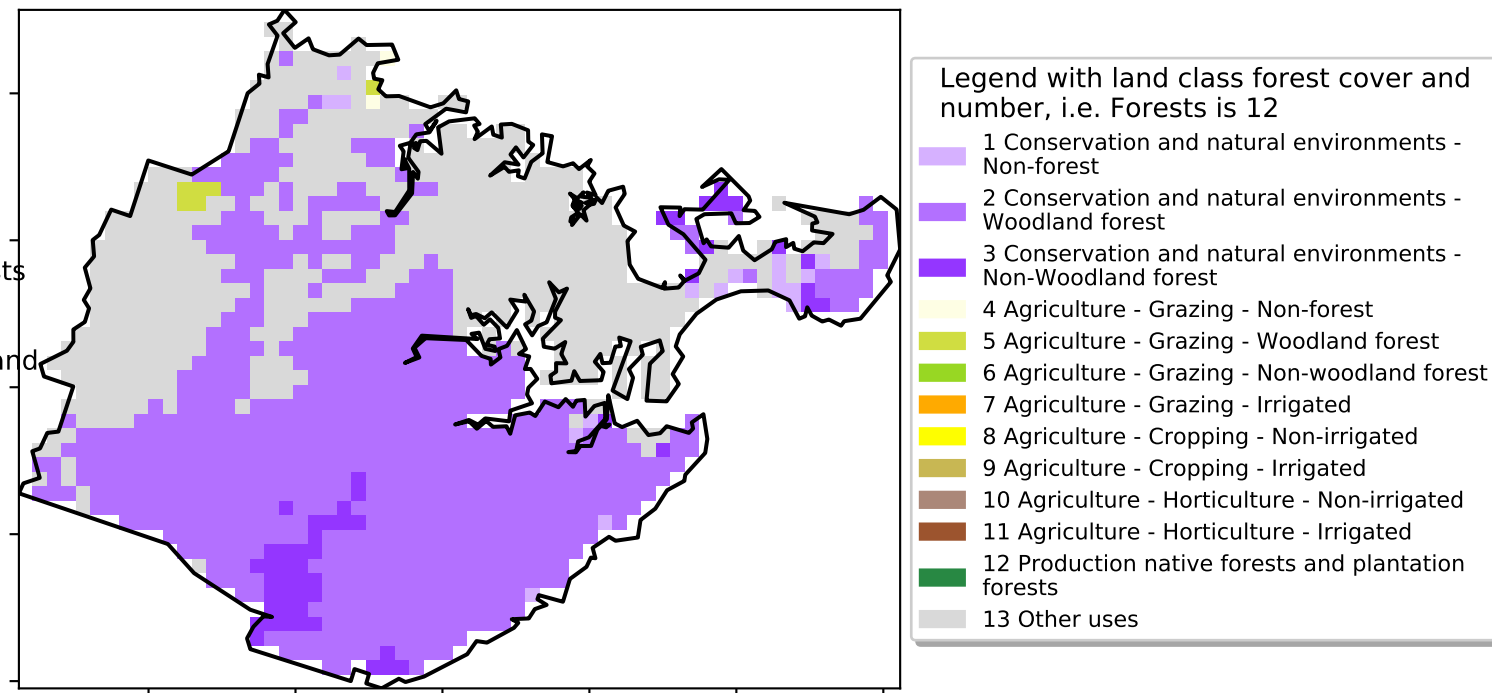 Legend with land class forest cover and
number, i.e. Forests is 12
1 Conservation and natural environments -
Non-forest
2 Conservation and natural environments -
Woodland forest
3 Conservation and natural environments -
Non-Woodland forest
4 Agriculture - Grazing - Non-forest
5 Agriculture - Grazing - Woodland forest
6 Agriculture - Grazing - Non-woodland forest
7 Agriculture - Grazing - Irrigated
8 Agriculture - Cropping - Non-irrigated
9 Agriculture - Cropping - Irrigated
10 Agriculture - Horticulture - Non-irrigated
11 Agriculture - Horticulture - Irrigated
12 Production native forests and plantation
forests
13 Other uses